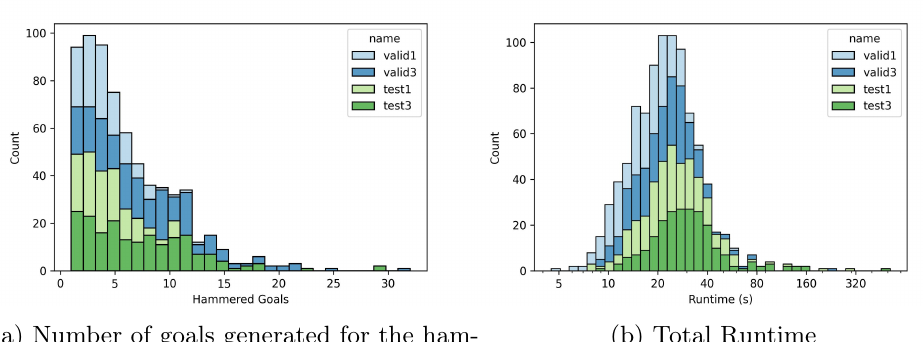 100
80
60
40
20
0
Count
0 5 10 15 20 25 30
Hammered Goals
name
valid1
valid3
test1
test3
100
80
60
40
20
0
Count
5 10 20 40 80 160 320
Runtime (s)
name
valid1
valid3
test1
test3
a) Number of goals generated for the ham-
(b) Total Runtime